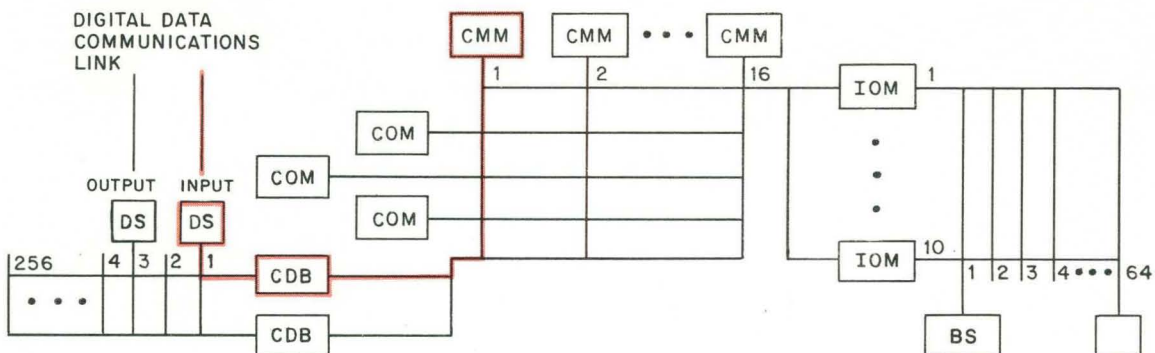 DIGITAL DATA
COMMUNICATIONS
LINK
CMM
CMM
• • •
CMM
1
2
16
IOM
1
COM
COM
COM
OUTPUT
INPUT
DS
DS
256
4
3
2
1
CDB
CDB
IOM
10
1
2
3
4
64
BS